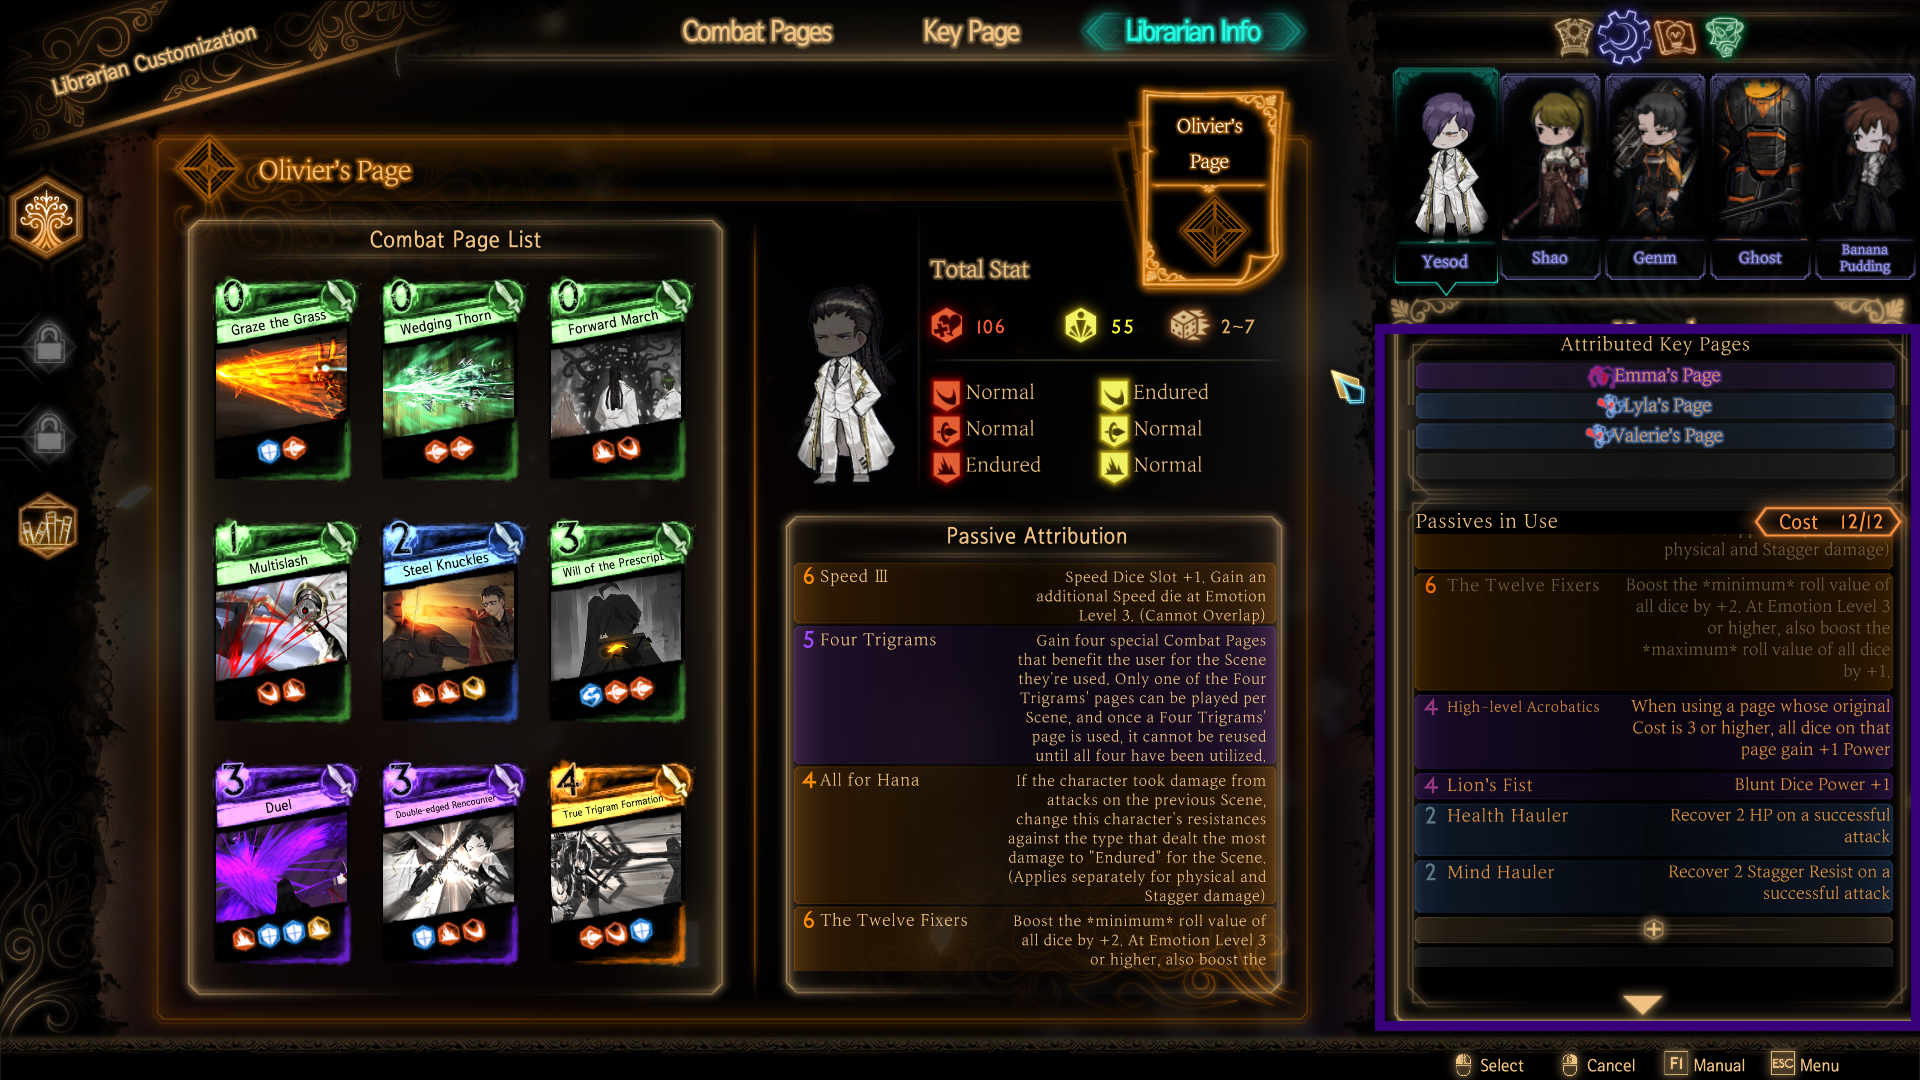 Librarian Customization
Combat Pages
Key Page
Librarian Info
Olivier's Page
Olivier's
Page
Combat Page List
0
Graze the Grass
0
Wedging Thorn
0
Forward March
1
Multislash
2
Steel Knuckles
3
Will of the Prescript
3
Duel
3
Double-edged Rencounter
4
True Trigram Formation
Total Stat
106
55
2~7
Normal
Endured
Normal
Normal
Endured
Normal
Passive Attribution
6 Speed III
Speed Dice Slot +1. Gain an
additional Speed die at Emotion
Level 3. (Cannot Overlap)
5 Four Trigrams
Gain four special Combat Pages
that benefit the user for the Scene
they're used. Only one of the Four
Trigrams' pages can be played per
Scene, and once a Four Trigrams'
page is used, it cannot be reused
until all four have been utilized.
4 All for Hana
If the character took damage from
attacks on the previous Scene,
change this character's resistances
against the type that dealt the most
damage to "Endured" for the Scene.
(Applies separately for physical and
Stagger damage)
6 The Twelve Fixers
Boost the *minimum* roll value of
all dice by +2. At Emotion Level 3
or higher, also boost the
Yesod
Shao
Genm
Ghost
Banana
Pudding
Attributed Key Pages
Emma's Page
Lyla's Page
Valerie's Page
Passives in Use
Cost 12/12
physical and Stagger damage)
6 The Twelve Fixers
Boost the *minimum* roll value of
all dice by +2. At Emotion Level 3
or higher, also boost the
*maximum* roll value of all dice
by +1.
4 High-level Acrobatics
When using a page whose original
Cost is 3 or higher, all dice on that
page gain +1 Power
4 Lion's Fist
Blunt Dice Power +1
2 Health Hauler
Recover 2 HP on a successful
attack
2 Mind Hauler
Recover 2 Stagger Resist on a
successful attack
Select
Cancel
F1 Manual
ESC Menu